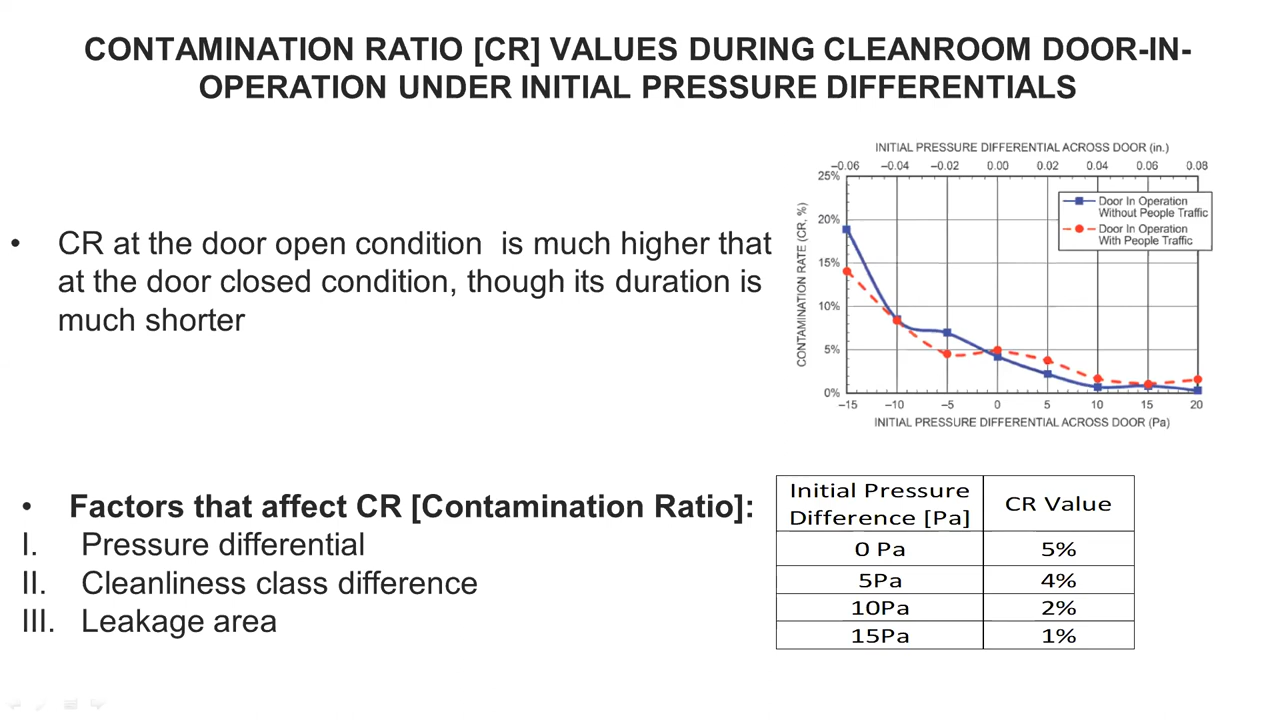 CONTAMINATION RATIO [CR] VALUES DURING CLEANROOM DOOR-IN-
OPERATION UNDER INITIAL PRESSURE DIFFERENTIALS
• CR at the door open condition is much higher that
at the door closed condition, though its duration is
much shorter
INITIAL PRESSURE DIFFERENTIAL ACROSS DOOR (in.)
–0.06 –0.04 –0.02 0.00 0.02 0.04 0.06 0.08
CONTAMINATION RATE (CR, %)
25%
20%
15%
10%
5%
0%
Door In Operation
Without People Traffic
Door In Operation
With People Traffic
–15 –10 –5 0 5 10 15 20
INITIAL PRESSURE DIFFERENTIAL ACROSS DOOR (Pa)
• Factors that affect CR [Contamination Ratio]:
I. Pressure differential
II. Cleanliness class difference
III. Leakage area
Initial Pressure
Difference [Pa] CR Value
0 Pa 5%
5Pa 4%
10Pa 2%
15Pa 1%